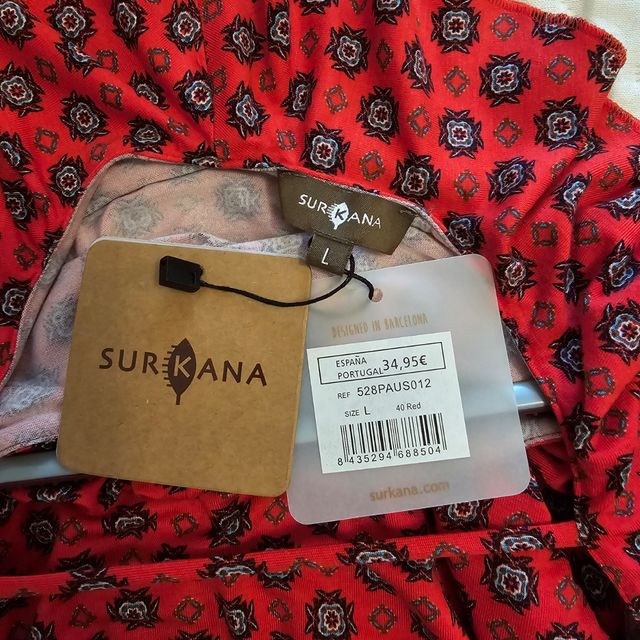 SURKANA
L
SURKANA
DESIGNED IN BARCELONA
ESPAÑA
PORTUGAL 34,95€
REF 528PAUS012
SIZE L 40 Red
8 435294 688504
surkana.com